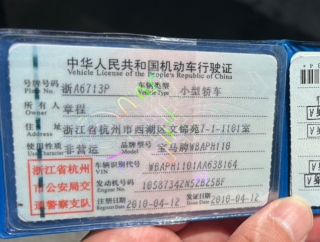 中华人民共和国机动车行驶证
Vehicle License of the People's Republic of China
号牌号码 浙A6713P 车辆类型 小型轿车
Plate No. Vehicle Type
所有人 章程
Owner
住址 浙江省杭州市西湖区文锦苑7-1-1101室
Address
使用性质 非营运 品牌型号 宝马牌WBAPH110
浙江省杭州 车辆识别代号 WBAPH1101AA638164
VIN
市公安局交 发动机号码 10587342N52B25BF
Engine No.
通警察支队 注册日期 2010-04-12 发证日期 2010-04-12
Register Date Issue Date